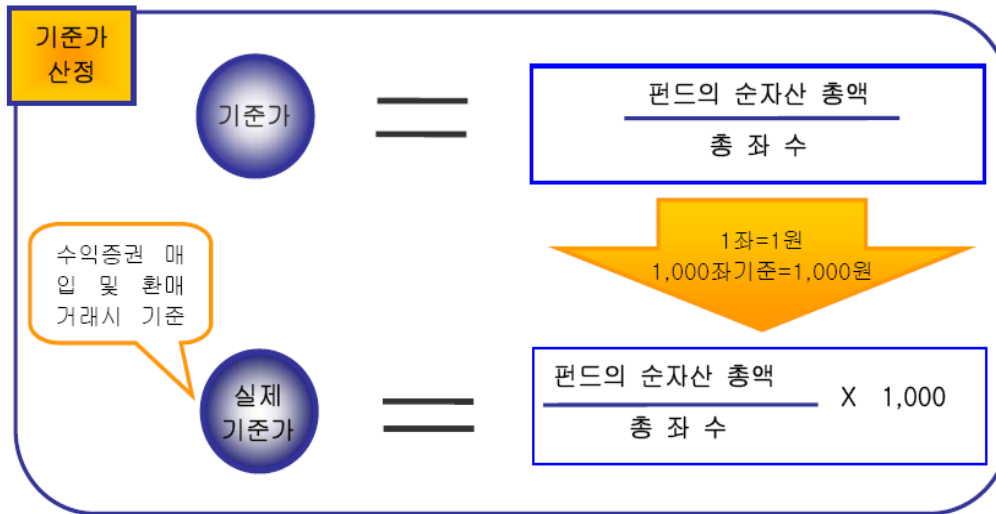 기준가
산정
기준가
펀드의 순자산 총액
총 좌 수
1좌=1원
1,000좌기준=1,000원
수익증권 매
입 및 환매
거래시 기준
실제
기준가
펀드의 순자산 총액
총 좌 수
X 1,000